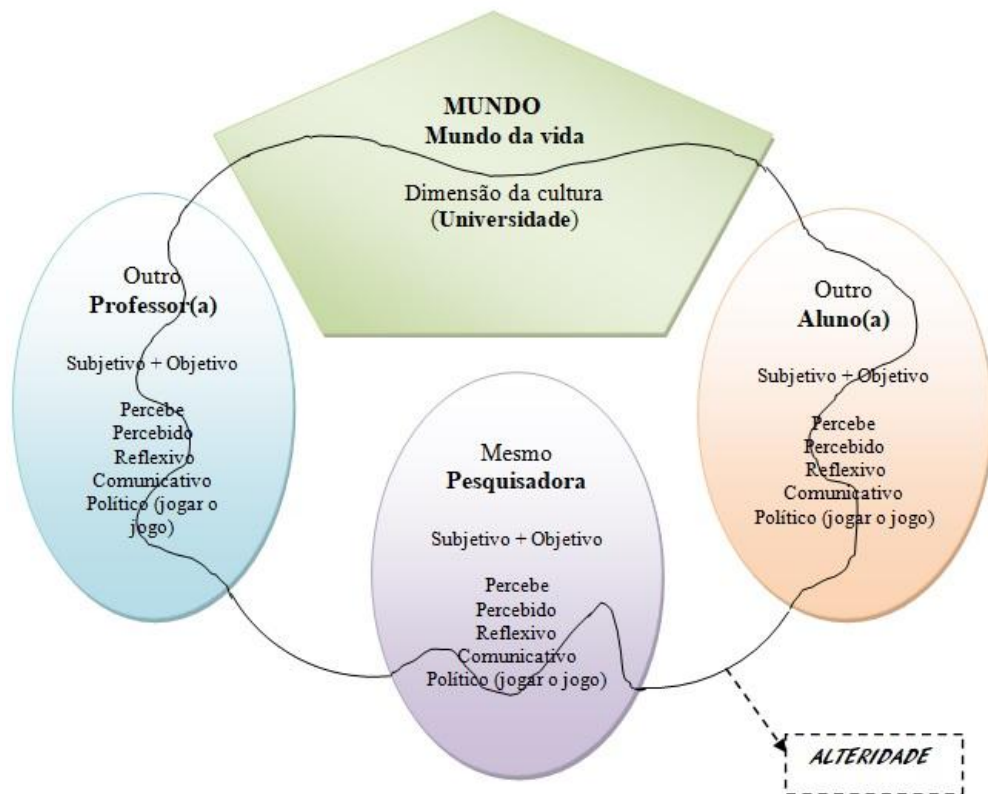 MUNDO
Mundo da vida
Dimensão da cultura
(Universidade)
Outro
Professor(a)
Subjetivo + Objetivo
Percebe
Percebido
Reflexivo
Comunicativo
Político (jogar o
jogo)
Mesmo
Pesquisadora
Subjetivo + Objetivo
Percebe
Percebido
Reflexivo
Comunicativo
Político (jogar o jogo)
Outro
Aluno(a)
Subjetivo + Objetivo
Percebe
Percebido
Reflexivo
Comunicativo
Político (jogar o jogo)
ALTERIDADE